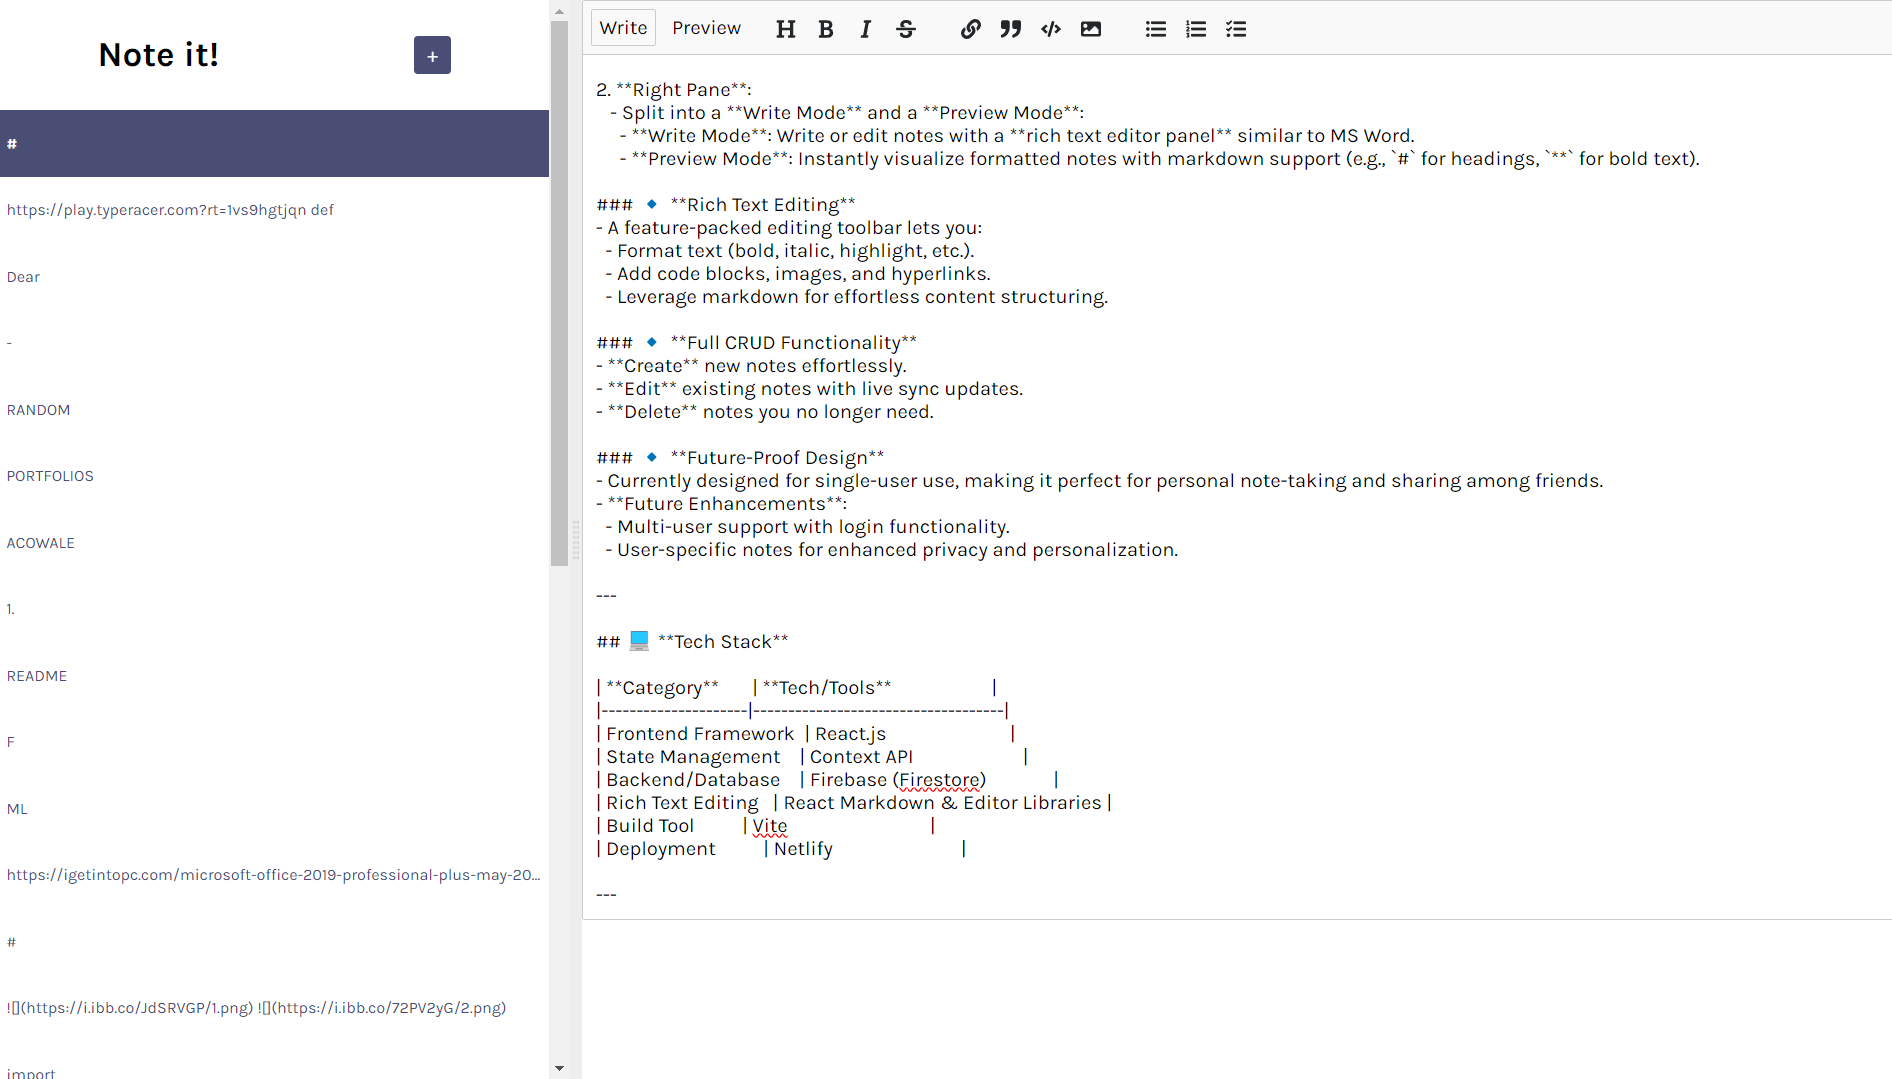 Note it!
+
#
https://play.typeracer.com?rt=1vs9hgtjqn def
Dear
-
RANDOM
PORTFOLIOS
ACOWALE
1.
README
F
ML
https://igetintopc.com/microsoft-office-2019-professional-plus-may-20...
#
![](https://i.ibb.co/JdSRVGP/1.png) ![](https://i.ibb.co/72PV2yG/2.png)
import
Write Preview H B I S
2. **Right Pane**:
- Split into a **Write Mode** and a **Preview Mode**:
- **Write Mode**: Write or edit notes with a **rich text editor panel** similar to MS Word.
- **Preview Mode**: Instantly visualize formatted notes with markdown support (e.g., `#` for headings, `**` for bold text).
### 🔹 **Rich Text Editing**
- A feature-packed editing toolbar lets you:
- Format text (bold, italic, highlight, etc.).
- Add code blocks, images, and hyperlinks.
- Leverage markdown for effortless content structuring.
### 🔹 **Full CRUD Functionality**
- **Create** new notes effortlessly.
- **Edit** existing notes with live sync updates.
- **Delete** notes you no longer need.
### 🔹 **Future-Proof Design**
- Currently designed for single-user use, making it perfect for personal note-taking and sharing among friends.
- **Future Enhancements**:
- Multi-user support with login functionality.
- User-specific notes for enhanced privacy and personalization.
---
## 💻 **Tech Stack**
| **Category** | **Tech/Tools** |
|---------------------|------------------------------------|
| Frontend Framework | React.js |
| State Management | Context API |
| Backend/Database | Firebase (Firestore) |
| Rich Text Editing | React Markdown & Editor Libraries |
| Build Tool | Vite |
| Deployment | Netlify |
---